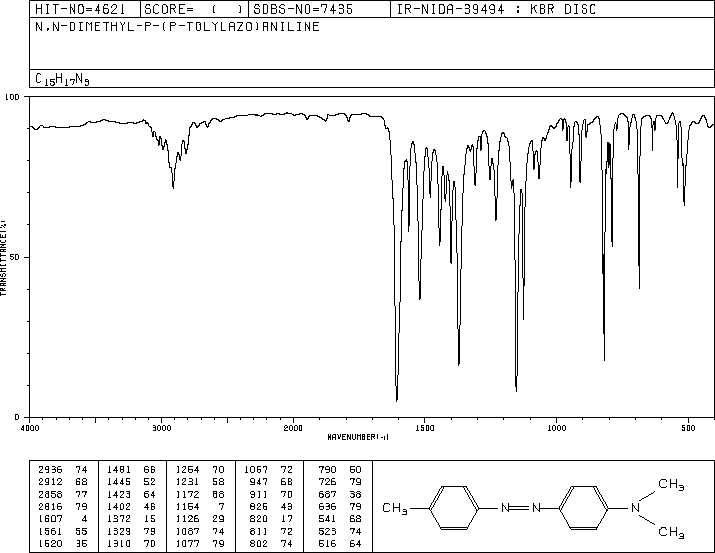 HIT-NO=4621 SCORE= ( ) SDBS-NO=7435 IR-NIDA-39494 : KBR DISC
N,N-DIMETHYL-P-(P-TOLYLAZO)ANILINE
C15H17N3
100
50
0
TRANSMITTANCE(%)
4000 3000 2000 1500 1000 500
WAVENUMBER(-1)
2936 74 1481 66 1254 70 1067 72 790 50
2912 68 1445 52 1231 58 947 68 726 79
2858 77 1423 64 1172 68 911 70 687 38
2816 79 1402 46 1154 7 826 49 636 79
1607 4 1372 15 1126 29 820 17 541 68
1561 55 1329 79 1087 74 811 72 523 74
1520 35 1310 70 1077 79 802 74 516 64
CH3 N N N CH3
CH3